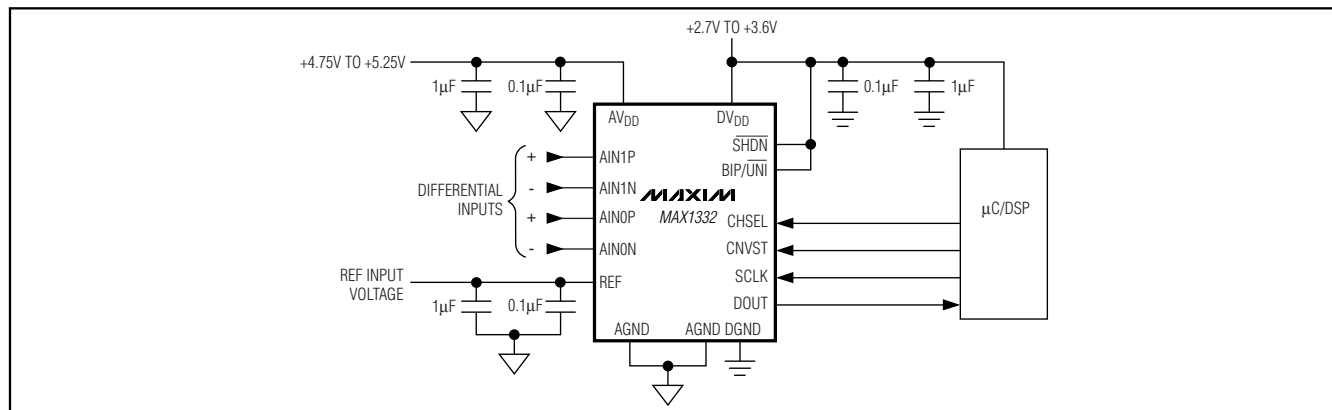 +2.7V TO +3.6V
+4.75V TO +5.25V
1µF
0.1µF
0.1µF
1µF
AVDD
DVDD
SHDN
BIP/UNI
+
AIN1P
-
AIN1N
+
AIN0P
-
AIN0N
DIFFERENTIAL
INPUTS
MAXIM
MAX1332
µC/DSP
CHSEL
CNVST
SCLK
DOUT
REF INPUT
VOLTAGE
REF
1µF
0.1µF
AGND
AGND
DGND